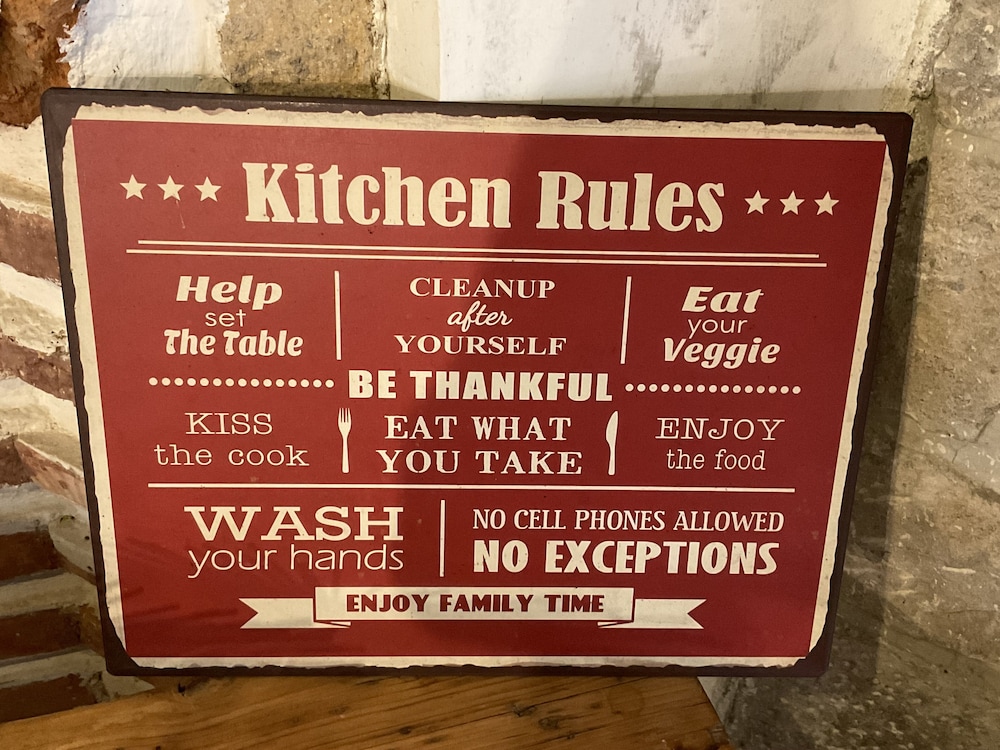 Kitchen Rules
Help
set
The Table
CLEANUP
after
YOURSELF
Eat
your
Veggie
BE THANKFUL
KISS
the cook
EAT WHAT
YOU TAKE
ENJOY
the food
WASH
your hands
NO CELL PHONES ALLOWED
NO EXCEPTIONS
ENJOY FAMILY TIME